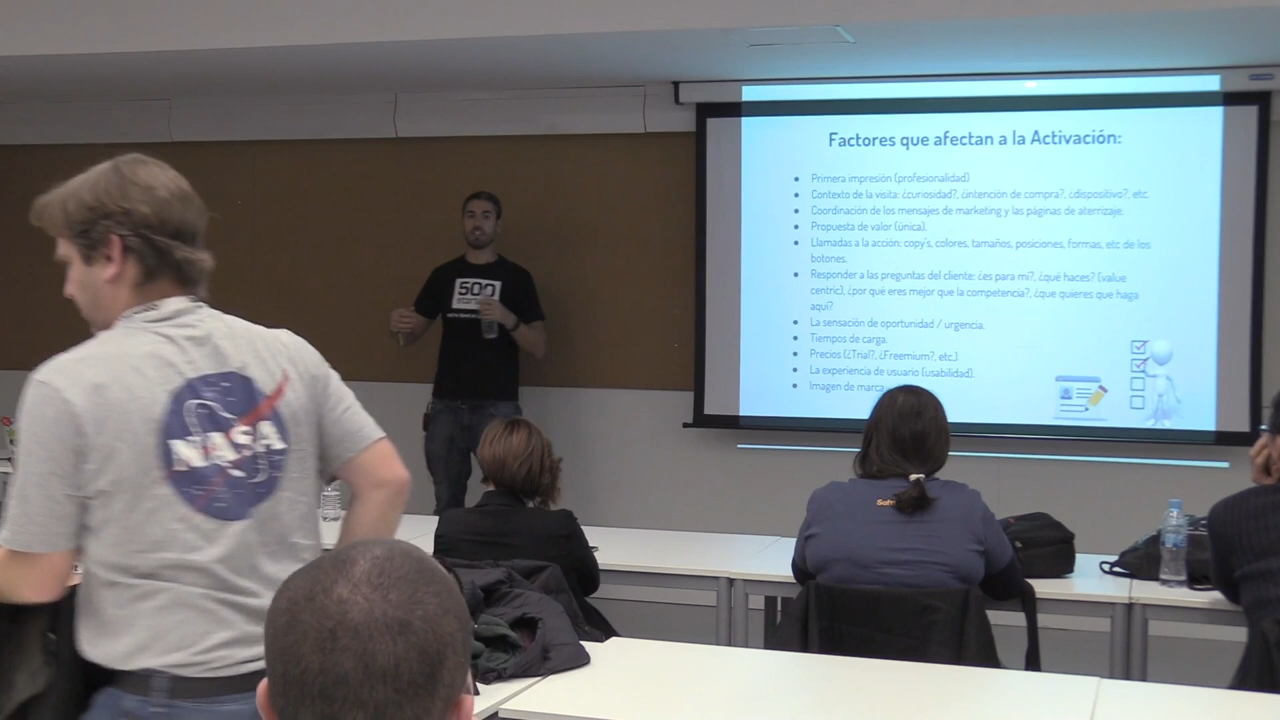 Factores que afectan a la Activación:
Primera impresión (profesionalidad)
Contexto de la visita: ¿curiosidad?, ¿intención de compra?, ¿dispositivo?, etc.
Coordinación de los mensajes de marketing y las páginas de aterrizaje.
Propuesta de valor (única).
Llamadas a la acción: copy's, colores, tamaños, posiciones, formas, etc de los
botones.
Responder a las preguntas del cliente: ¿es para mi?, ¿qué haces? (value
centric), ¿por qué eres mejor que la competencia?, ¿que quieres que haga
aquí?
La sensación de oportunidad / urgencia.
Tiempos de carga.
Precios (¿Trial?, ¿Freemium?, etc.)
La experiencia de usuario (usabilidad).
Imagen de marca
500
NASA